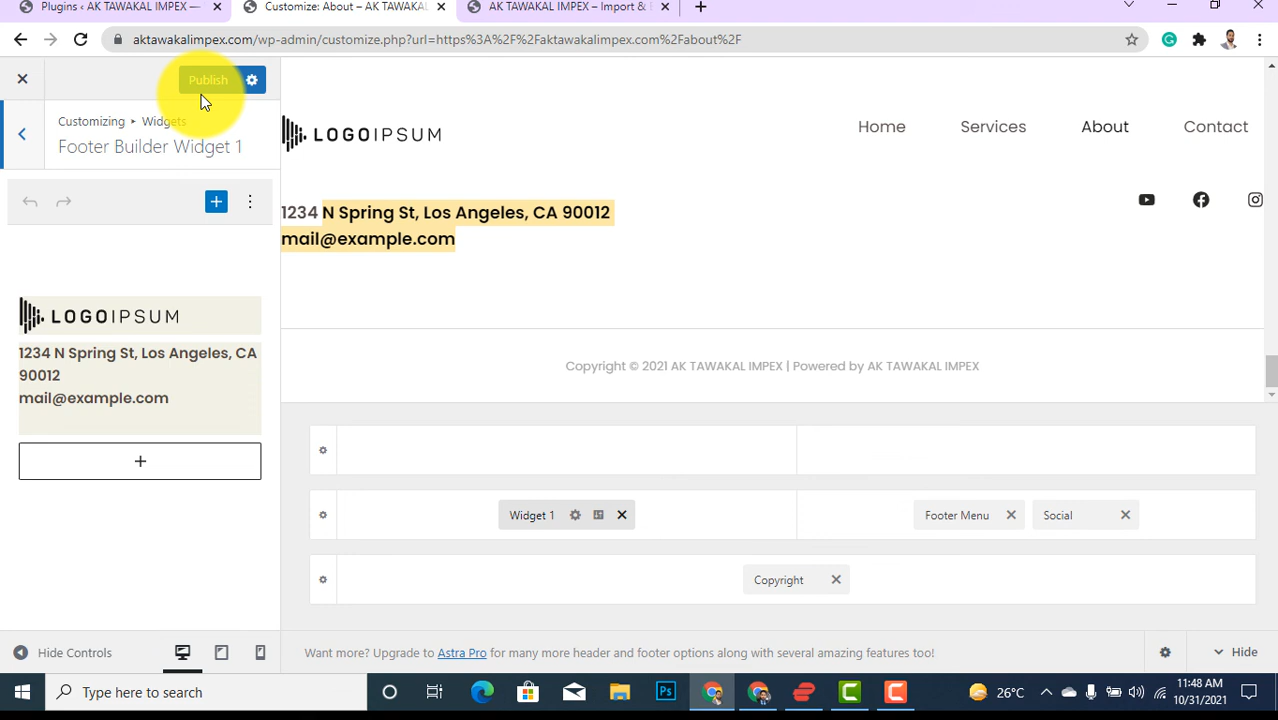 Plugins ‹ AK TAWAKAL IMPEX —
Customize: About – AK TAWAKAL
AK TAWAKAL IMPEX – Import &
aktawakalimpex.com/wp-admin/customize.php?url=https%3A%2F%2Faktawakalimpex.com%2Fabout%2F
Publish
Customizing ▸ Widgets
Footer Builder Widget 1
LOGOIPSUM
1234 N Spring St, Los Angeles, CA
90012
mail@example.com
Hide Controls
LOGOIPSUM
Home
Services
About
Contact
1234 N Spring St, Los Angeles, CA 90012
mail@example.com
Copyright © 2021 AK TAWAKAL IMPEX | Powered by AK TAWAKAL IMPEX
Widget 1
Footer Menu
Social
Copyright
Want more? Upgrade to Astra Pro for many more header and footer options along with several amazing features too!
Hide
Type here to search
Ps
26°C
11:48 AM
10/31/2021